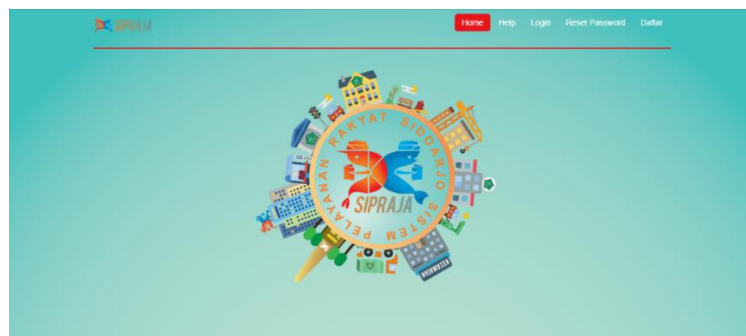 SIPRAJA
Home Help Login Reset Password Daftar
SISTEM PELAYANAN RAKYAT SIDOARJO
SIPRAJA